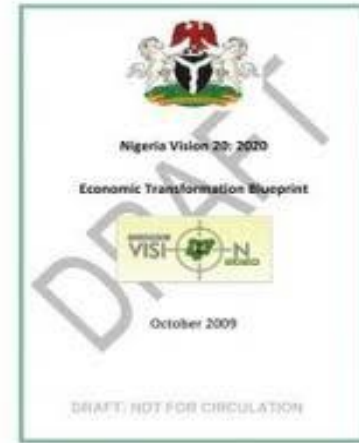 Nigeria Vision 20: 2020
Economic Transformation Blueprint
VISI N
October 2009
DRAFT: NOT FOR CIRCULATION
DRAFT